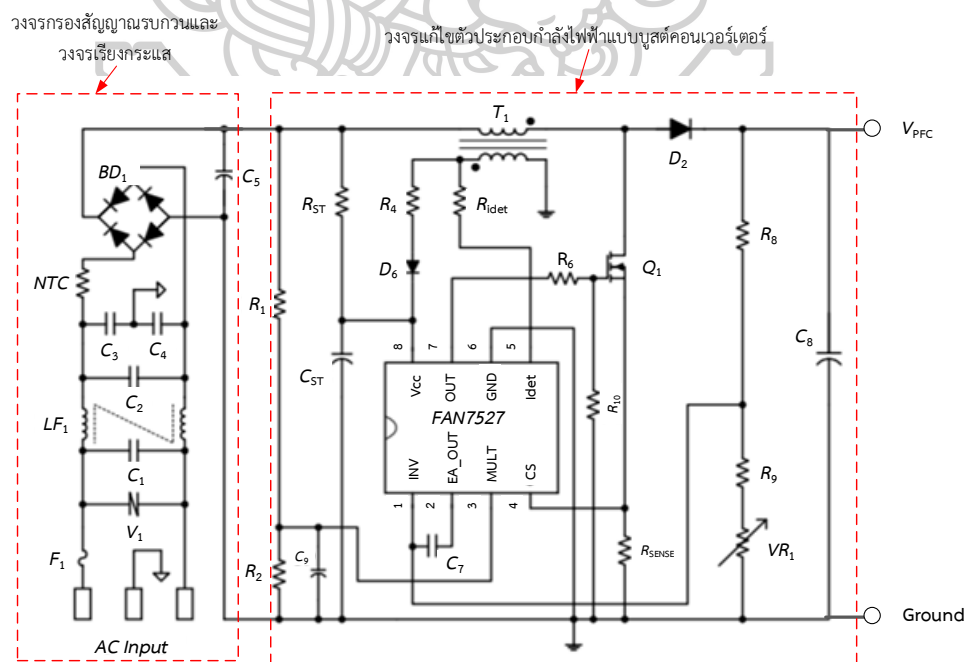 วงจรกรองสัญญาณรบกวนและ
วงจรเรียงกระแส
วงจรแก้ไขตัวประกอบกำลังไฟฟ้าแบบบูสต์คอนเวอร์เตอร์
T1
VPFC
D2
BD1
C5
RST
R4
Ridet
R8
D6
R6
Q1
NTC
R1
C3
C4
C8
CST
8
7
6
5
Vcc
OUT
GND
Idet
C2
R10
LF1
FAN7527
C1
INV
EA_OUT
MULT
CS
R9
1
2
3
4
V1
VR1
F1
R2
C9
C7
RSENSE
Ground
AC Input